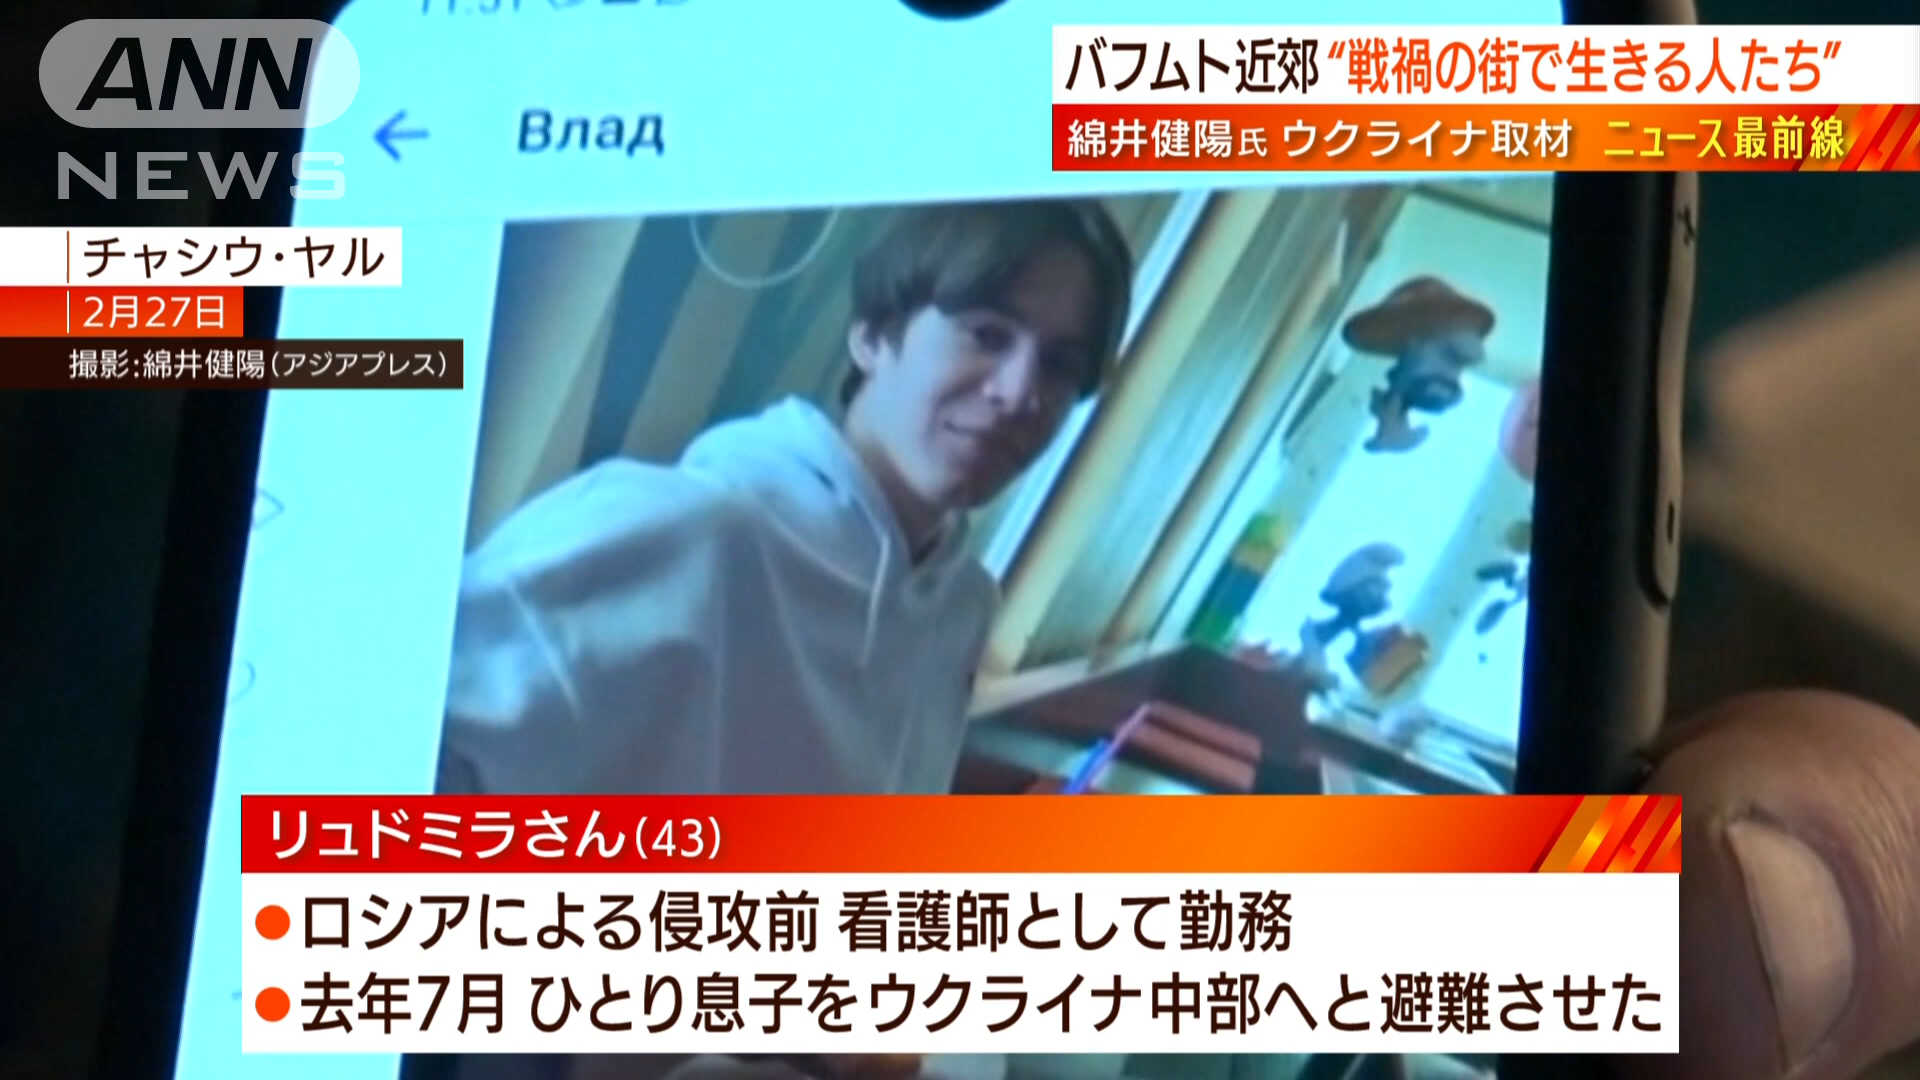 ANN
NEWS
バフムト近郊“戦禍の街で生きる人たち”
綿井健陽氏 ウクライナ取材 ニュース最前線
Влад
チャシウ・ヤル
2月27日
撮影:綿井健陽(アジアプレス)
リュドミラさん(43)
●ロシアによる侵攻前 看護師として勤務
●去年7月 ひとり息子をウクライナ中部へと避難させた